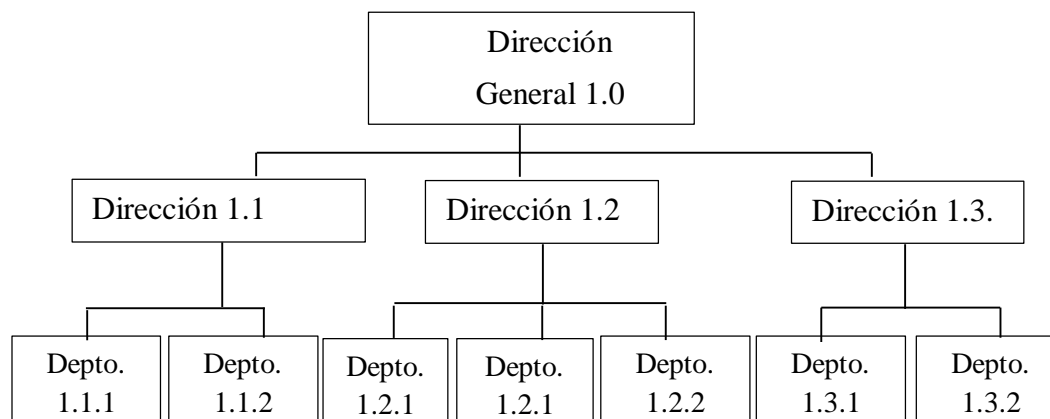 Dirección
General 1.0
Dirección 1.1
Dirección 1.2
Dirección 1.3.
Depto.
1.1.1
Depto.
1.1.2
Depto.
1.2.1
Depto.
1.2.1
Depto.
1.2.2
Depto.
1.3.1
Depto.
1.3.2